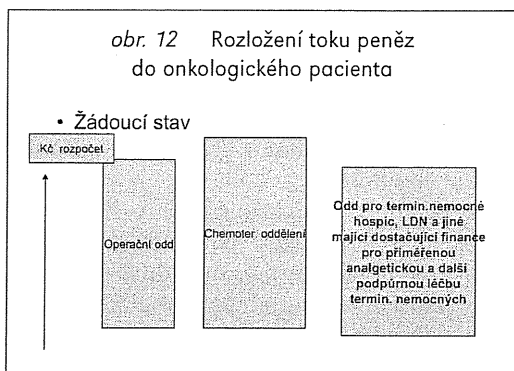 obr. 12 Rozložení toku peněz
do onkologického pacienta
• Žádoucí stav
Kč rozpočet
Operační odd
Chemoter. oddělení
Odd pro termin.nemocné
hospic, LDN a jiné
mající dostačující finance
pro přiměřenou
analgetickou a další
podpůrnou léčbu
termin. nemocných